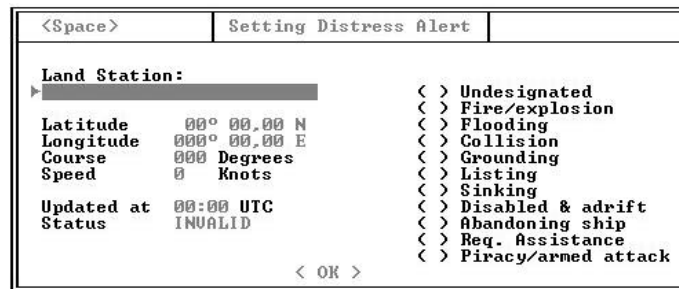 <Space>
Setting Distress Alert
Land Station:
Latitude 00° 00,00 N
Longitude 000° 00,00 E
Course 000 Degrees
Speed 0 Knots
Updated at 00:00 UTC
Status INVALID
( ) Undesignated
( ) Fire/explosion
( ) Flooding
( ) Collision
( ) Grounding
( ) Listing
( ) Sinking
( ) Disabled & adrift
( ) Abandoning ship
( ) Req. Assistance
( ) Piracy/armed attack
< OK >